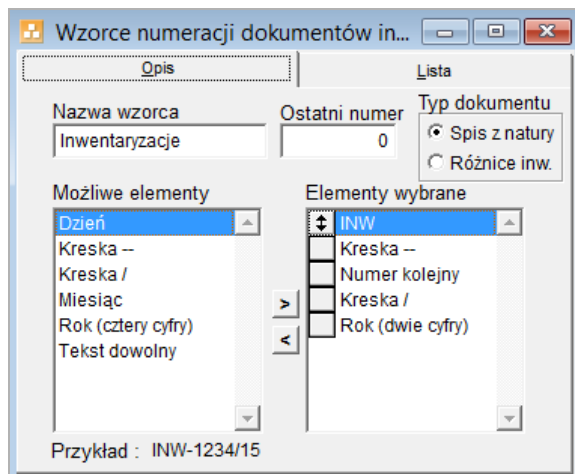 Wzorce numeracji dokumentów in...
Opis
Lista
Nazwa wzorca
Ostatni numer
Typ dokumentu
Inwentaryzacje
0
Spis z natury
Różnice inw.
Możliwe elementy
Elementy wybrane
Dzień
Kreska --
Kreska /
Miesiąc
Rok (cztery cyfry)
Tekst dowolny
>
<
INW
Kreska --
Numer kolejny
Kreska /
Rok (dwie cyfry)
Przykład : INW-1234/15